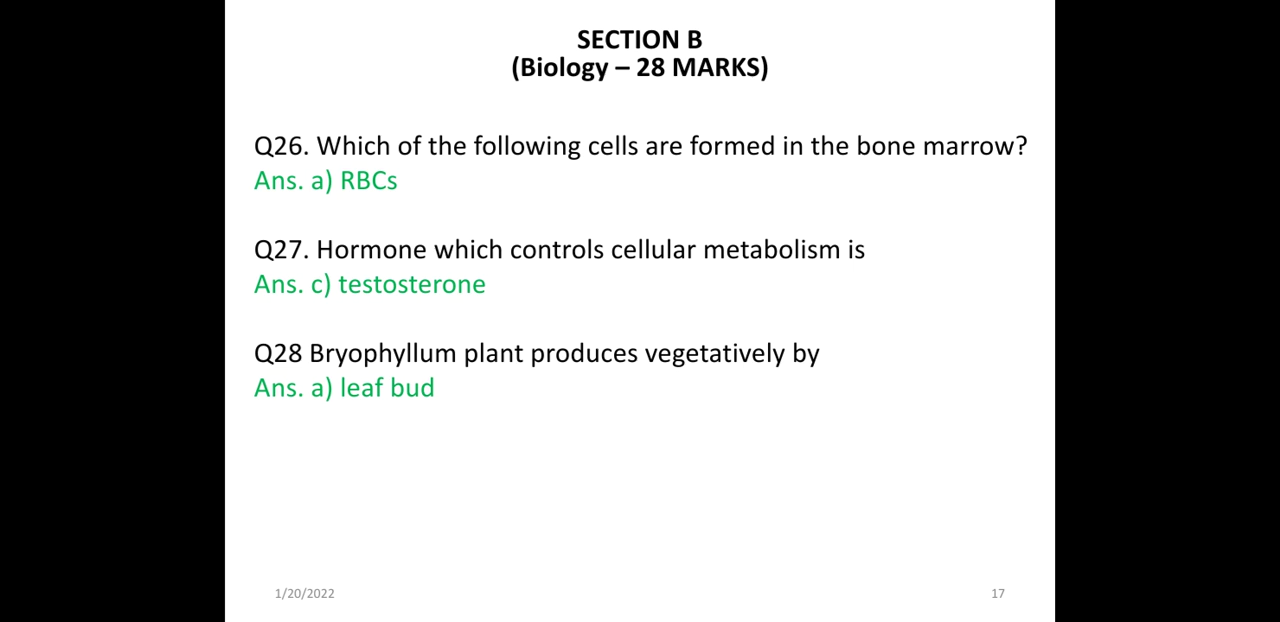 SECTION B
(Biology – 28 MARKS)
Q26. Which of the following cells are formed in the bone marrow?
Ans. a) RBCs
Q27. Hormone which controls cellular metabolism is
Ans. c) testosterone
Q28 Bryophyllum plant produces vegetatively by
Ans. a) leaf bud
1/20/2022
17